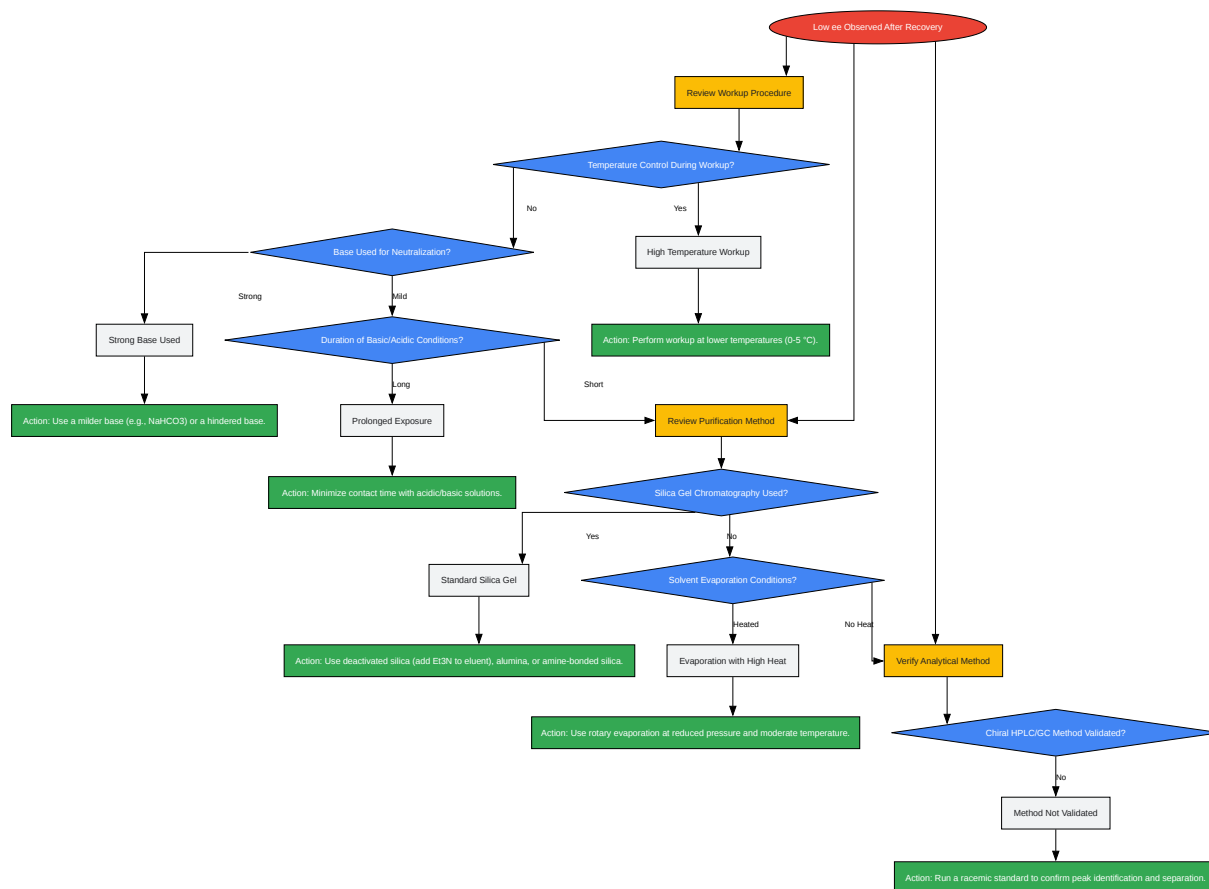 Low ee Observed After Recovery
Review Workup Procedure
Temperature Control During Workup?
No
Yes
Base Used for Neutralization?
High Temperature Workup
Strong
Mild
Strong Base Used
Duration of Basic/Acidic Conditions?
Action: Perform workup at lower temperatures (0-5 °C).
Long
Short
Action: Use a milder base (e.g., NaHCO3) or a hindered base.
Prolonged Exposure
Review Purification Method
Action: Minimize contact time with acidic/basic solutions.
Silica Gel Chromatography Used?
Yes
No
Standard Silica Gel
Solvent Evaporation Conditions?
Heated
No Heat
Action: Use deactivated silica (add Et3N to eluent), alumina, or amine-bonded silica.
Evaporation with High Heat
Verify Analytical Method
Action: Use rotary evaporation at reduced pressure and moderate temperature.
Chiral HPLC/GC Method Validated?
No
Method Not Validated
Action: Run a racemic standard to confirm peak identification and separation.